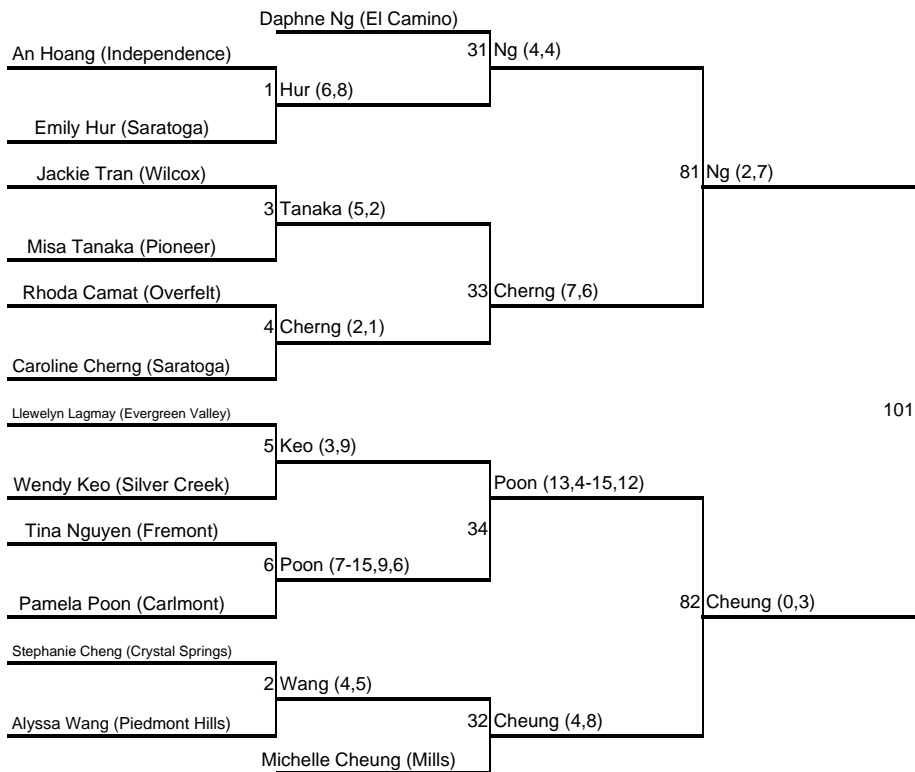 Daphne Ng (El Camino)
31 Ng (4,4)
An Hoang (Independence)
1 Hur (6,8)
Emily Hur (Saratoga)
81 Ng (2,7)
Jackie Tran (Wilcox)
3 Tanaka (5,2)
Misa Tanaka (Pioneer)
33 Cherng (7,6)
Rhoda Camat (Overfelt)
4 Cherng (2,1)
Caroline Cherng (Saratoga)
101
Llewelyn Lagmay (Evergreen Valley)
5 Keo (3,9)
Wendy Keo (Silver Creek)
Poon (13,4-15,12)
34
Tina Nguyen (Fremont)
6 Poon (7-15,9,6)
Pamela Poon (Carlmont)
82 Cheung (0,3)
Stephanie Cheng (Crystal Springs)
2 Wang (4,5)
Alyssa Wang (Piedmont Hills)
32 Cheung (4,8)
Michelle Cheung (Mills)